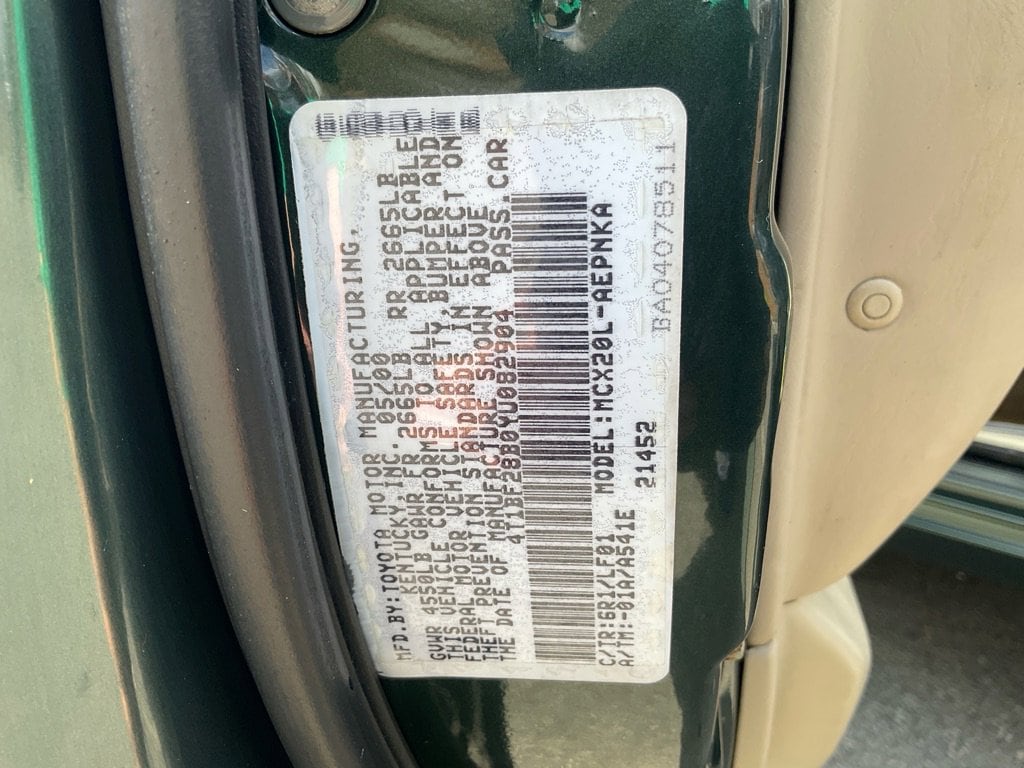 MFD.BY:TOYOTA MOTOR MANUFACTURING,
KENTUCKY,INC. 05/00
GVWR 4550LB GAWR FR 2665LB RR 2665LB
THIS VEHICLE CONFORMS TO ALL APPLICABLE
FEDERAL MOTOR VEHICLE SAFETY, BUMPER AND
THEFT PREVENTION STANDARDS IN EFFECT ON
THE DATE OF MANUFACTURE SHOWN ABOVE
4T1BF28B0YU082904 PASS.CAR
C/TR:6R1/LF01 MODEL:MCX20L-AEPNKA
A/TM:-01A/A541E 21452
BA04078511